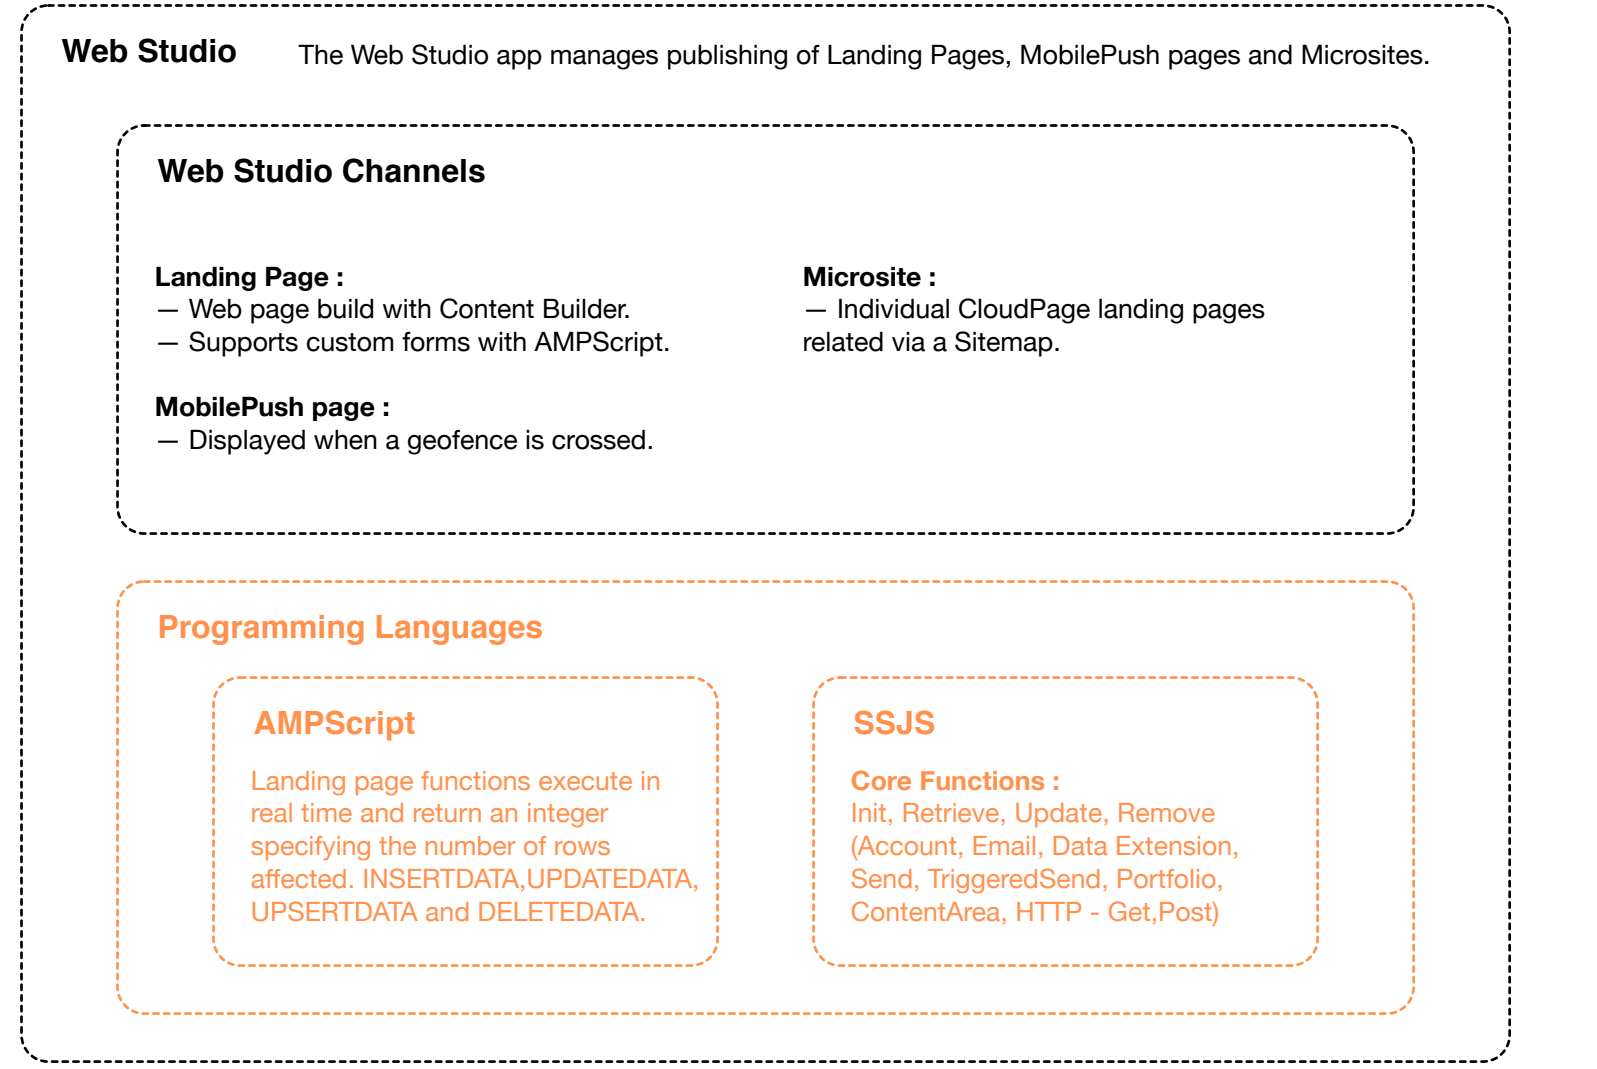 Web Studio
The Web Studio app manages publishing of Landing Pages, MobilePush pages and Microsites.
Web Studio Channels
Landing Page :
— Web page build with Content Builder.
— Supports custom forms with AMPScript.
MobilePush page :
— Displayed when a geofence is crossed.
Microsite :
— Individual CloudPage landing pages
related via a Sitemap.
Programming Languages
AMPScript
Landing page functions execute in
real time and return an integer
specifying the number of rows
affected. INSERTDATA,UPDATEDATA,
UPSERTDATA and DELETEDATA.
SSJS
Core Functions :
Init, Retrieve, Update, Remove
(Account, Email, Data Extension,
Send, TriggeredSend, Portfolio,
ContentArea, HTTP - Get,Post)